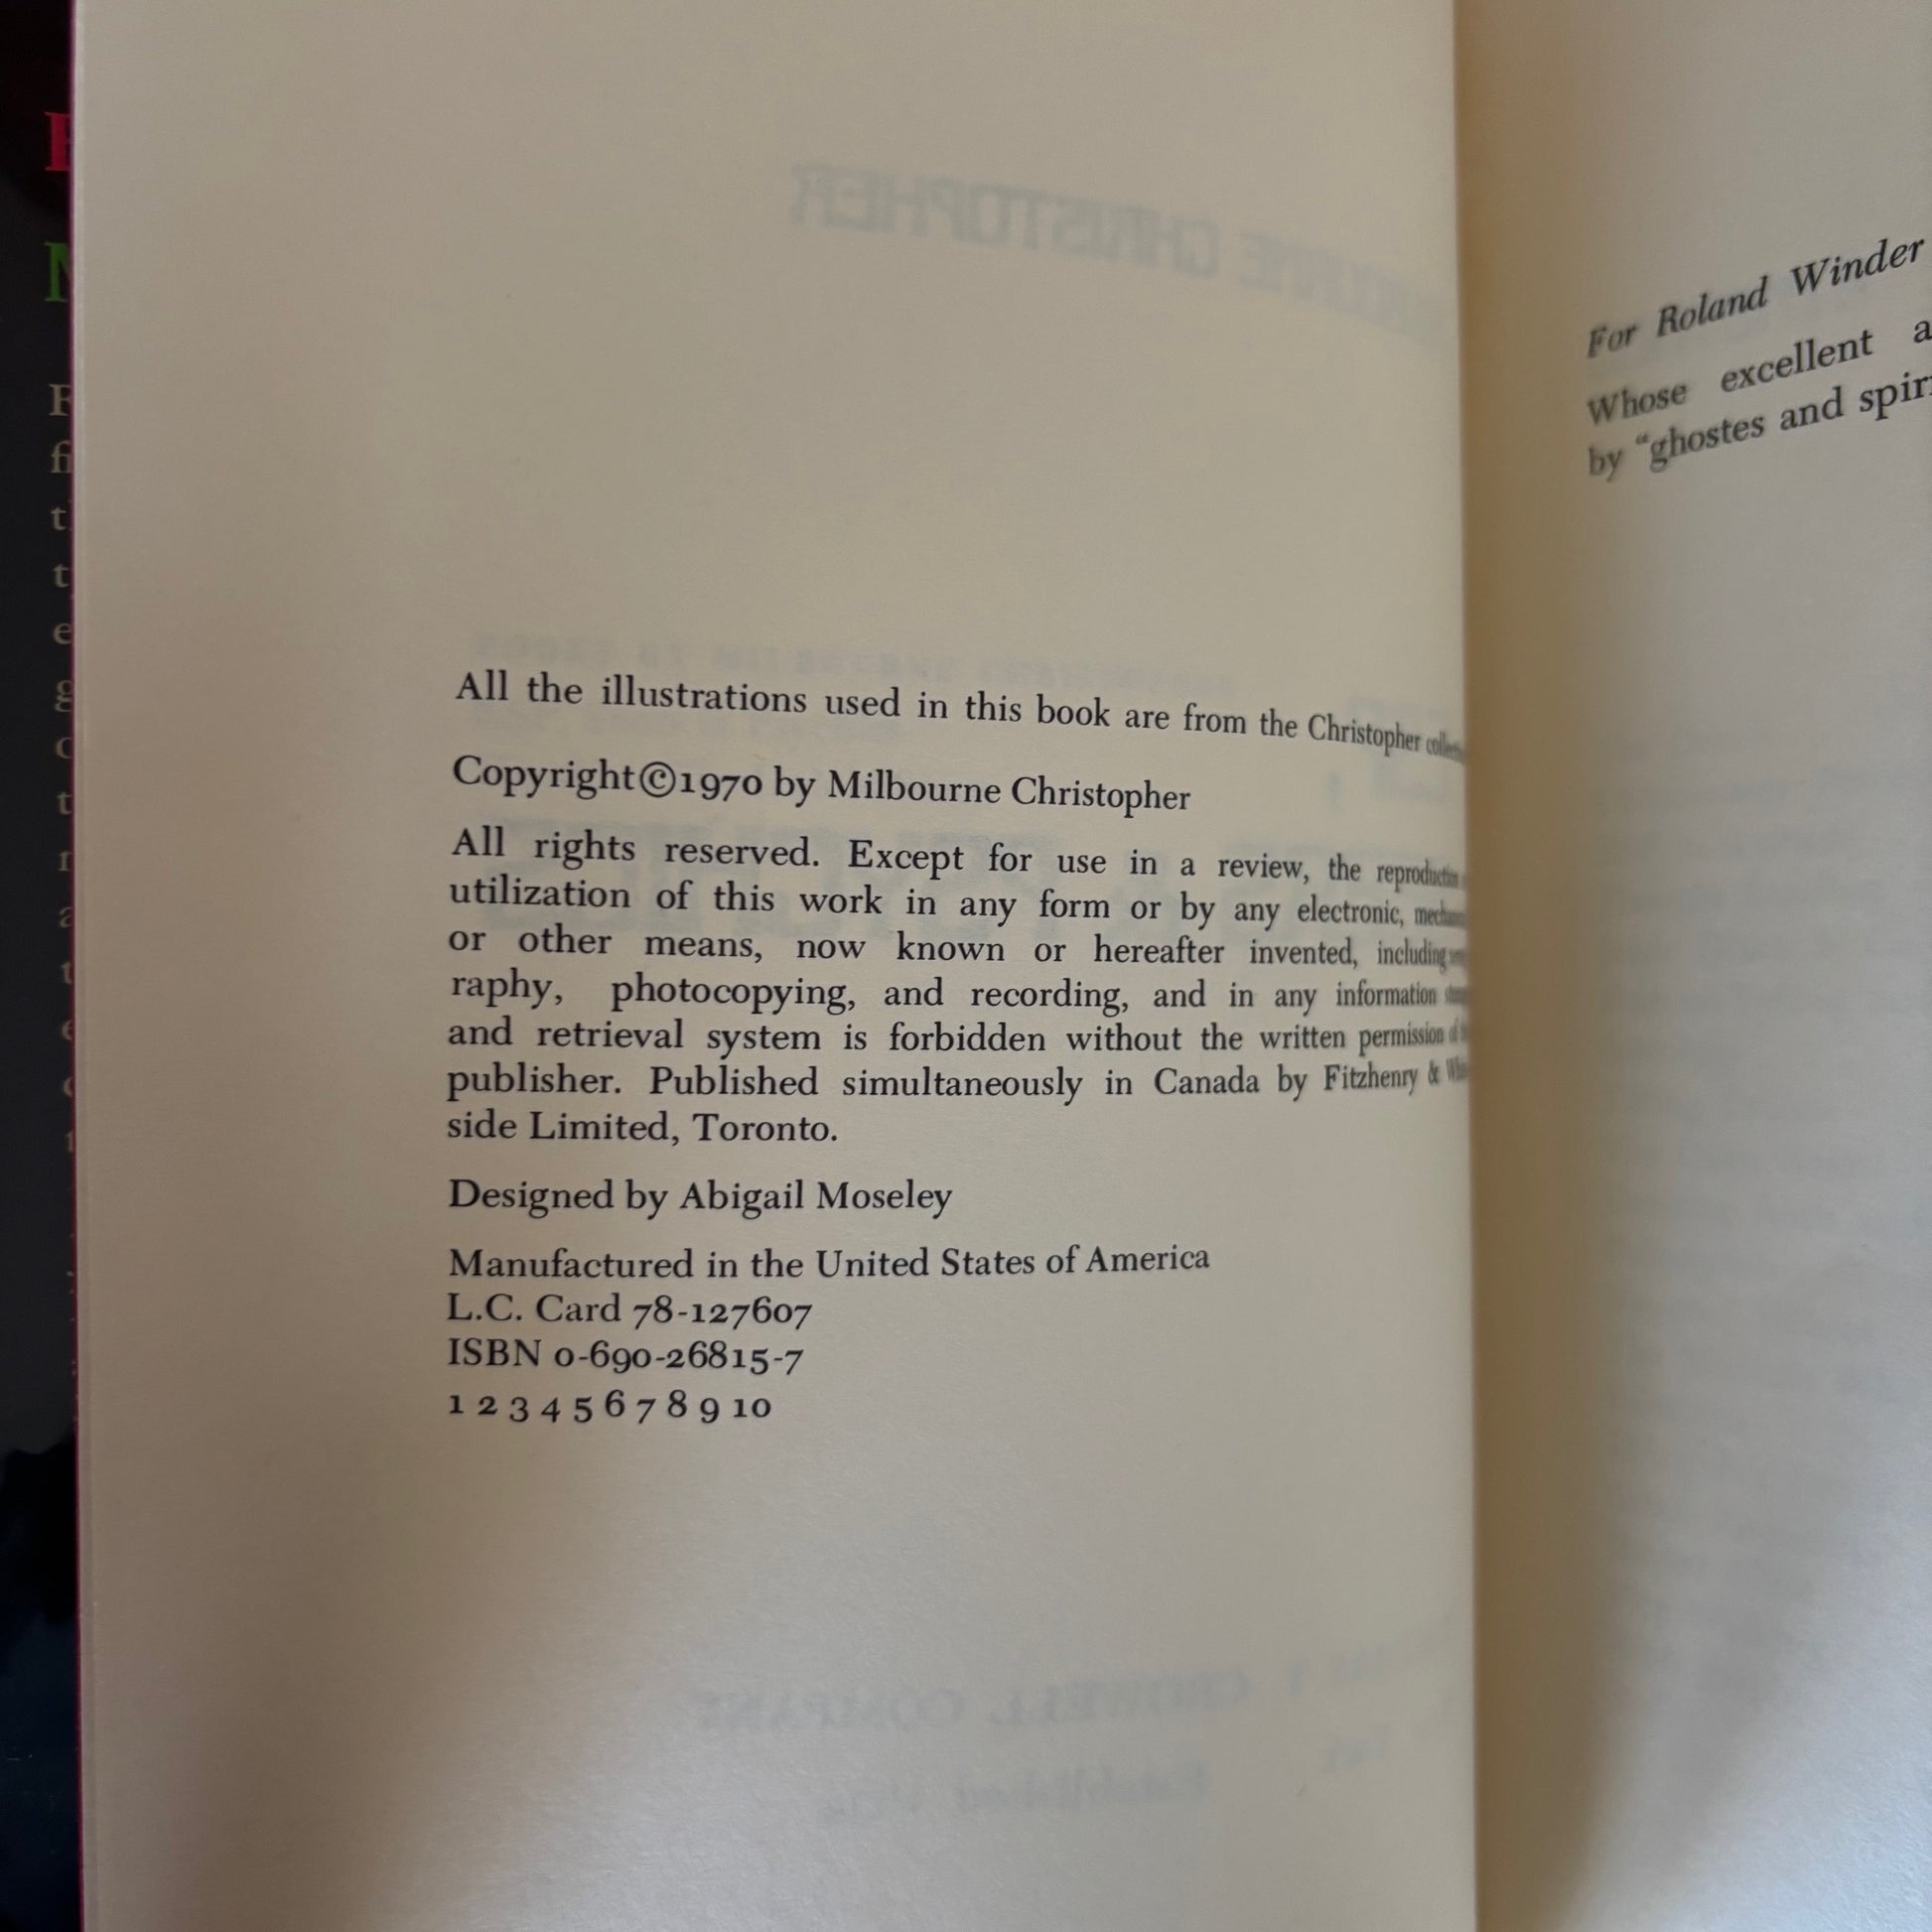 All the illustrations used in this book are from the Christopher
Copyright©1970 by Milbourne Christopher
All rights reserved. Except for use in a review, the reproduction
utilization of this work in any form or by any electronic,
or other means, now known or hereafter invented, including
raphy, photocopying, and recording, and in any information
and retrieval system is forbidden without the written permission of
publisher. Published simultaneously in Canada by Fitzhenry &
side Limited, Toronto.
Designed by Abigail Moseley
Manufactured in the United States of America
L.C. Card 78-127607
ISBN 0-690-26815-7
1 2 3 4 5 6 7 8 9 10
For Roland Winder
Whose excellent
by "ghostes and